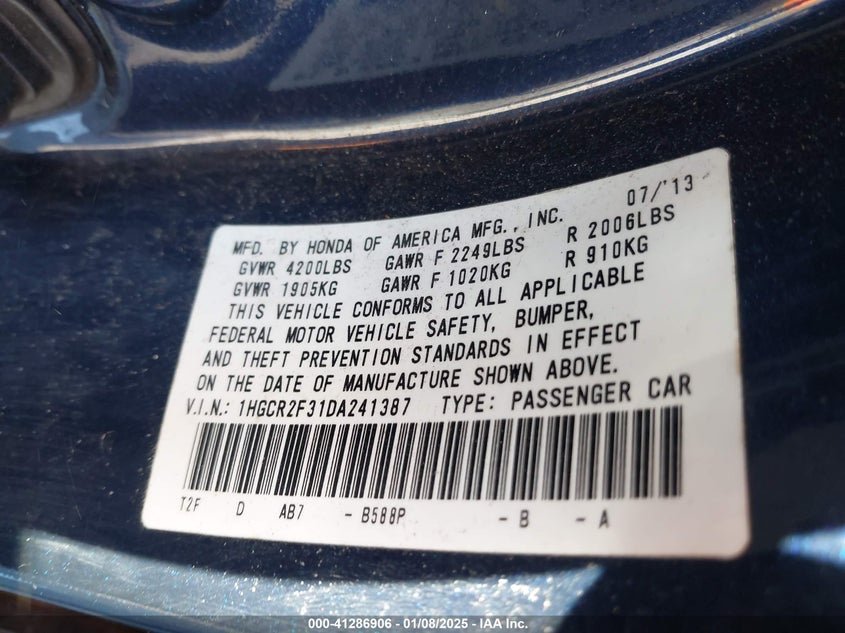 07/'13
MFD. BY HONDA OF AMERICA MFG., INC.
GVWR 4200LBS GAWR F 2249LBS R 2006LBS
GVWR 1905KG GAWR F 1020KG R 910KG
THIS VEHICLE CONFORMS TO ALL APPLICABLE
FEDERAL MOTOR VEHICLE SAFETY, BUMPER,
AND THEFT PREVENTION STANDARDS IN EFFECT
ON THE DATE OF MANUFACTURE SHOWN ABOVE.
V.I.N.: 1HGCR2F31DA241387 TYPE: PASSENGER CAR
T2F D AB7 - B588P - B - A
000-41286906 - 01/08/2025 - IAA Inc.